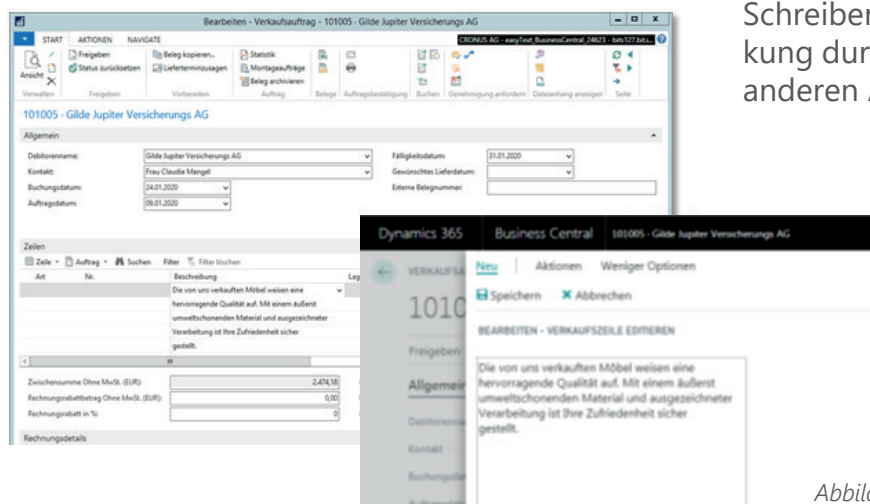 Bearbeiten - Verkaufsauftrag - 101005 · Gilde Jupiter Versicherungs AG
START AKTIONEN NAVIGATE
CRONUS AG - easyText_BusinessCentral_24623 - bits127.bit.i...
Ansicht
Freigeben
Status zurücksetzen
Beleg kopieren...
Lieferterminzusagen
Statistik
Montageaufträge
Beleg archivieren
Verwalten Freigeben Vorbereiten Auftrag Belege Auftragsbestätigung Buchen Genehmigung anfordern Dateianhang anzeigen Seite
101005 · Gilde Jupiter Versicherungs AG
Allgemein
Debitorenname: Gilde Jupiter Versicherungs AG Fälligkeitsdatum: 31.01.2020
Kontakt: Frau Claudia Mangel Gewünschtes Lieferdatum:
Buchungsdatum: 24.01.2020 Externe Belegnummer:
Auftragsdatum: 09.01.2020
Zeilen
Zeile Auftrag Suchen Filter Filter löschen
Art Nr. Beschreibung Lag
Die von uns verkauften Möbel weisen eine
hervorragende Qualität auf. Mit einem äußerst
umweltschonenden Material und ausgezeichneter
Verarbeitung ist Ihre Zufriedenheit sicher
gestellt.
Zwischensumme Ohne MwSt. (EUR): 2.474,18
Rechnungsrabattbetrag Ohne MwSt. (EUR): 0,00
Rechnungsrabatt in %: 0
Rechnungsdetails
Schreiben
kung dur
anderen
Dynamics 365 Business Central 101005 · Gilde Jupiter Versicherungs AG
VERKAUFSA
1010
Freigeben
Allgemein
Debitorenna
Kontakt
Buchungsdat
Auftragsdat
Neu Aktionen Weniger Optionen
Speichern Abbrechen
BEARBEITEN - VERKAUFSZEILE EDITIEREN
Die von uns verkauften Möbel weisen eine
hervorragende Qualität auf. Mit einem äußerst
umweltschonenden Material und ausgezeichneter
Verarbeitung ist Ihre Zufriedenheit sicher
gestellt.
Abbild